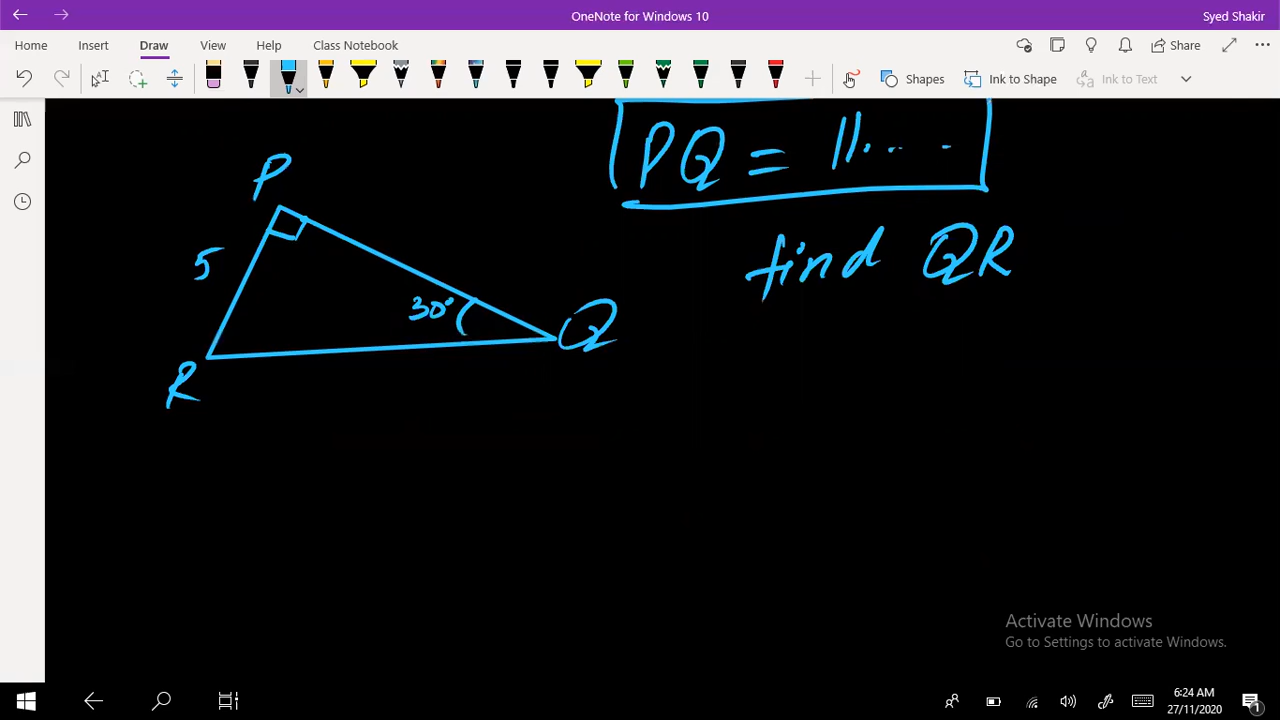 OneNote for Windows 10
Syed Shakir
Home Insert Draw View Help Class Notebook
Share
Shapes Ink to Shape Ink to Text
PQ = 11....
find QR
P
5
30°
Q
R
Activate Windows
Go to Settings to activate Windows.
6:24 AM
27/11/2020
1